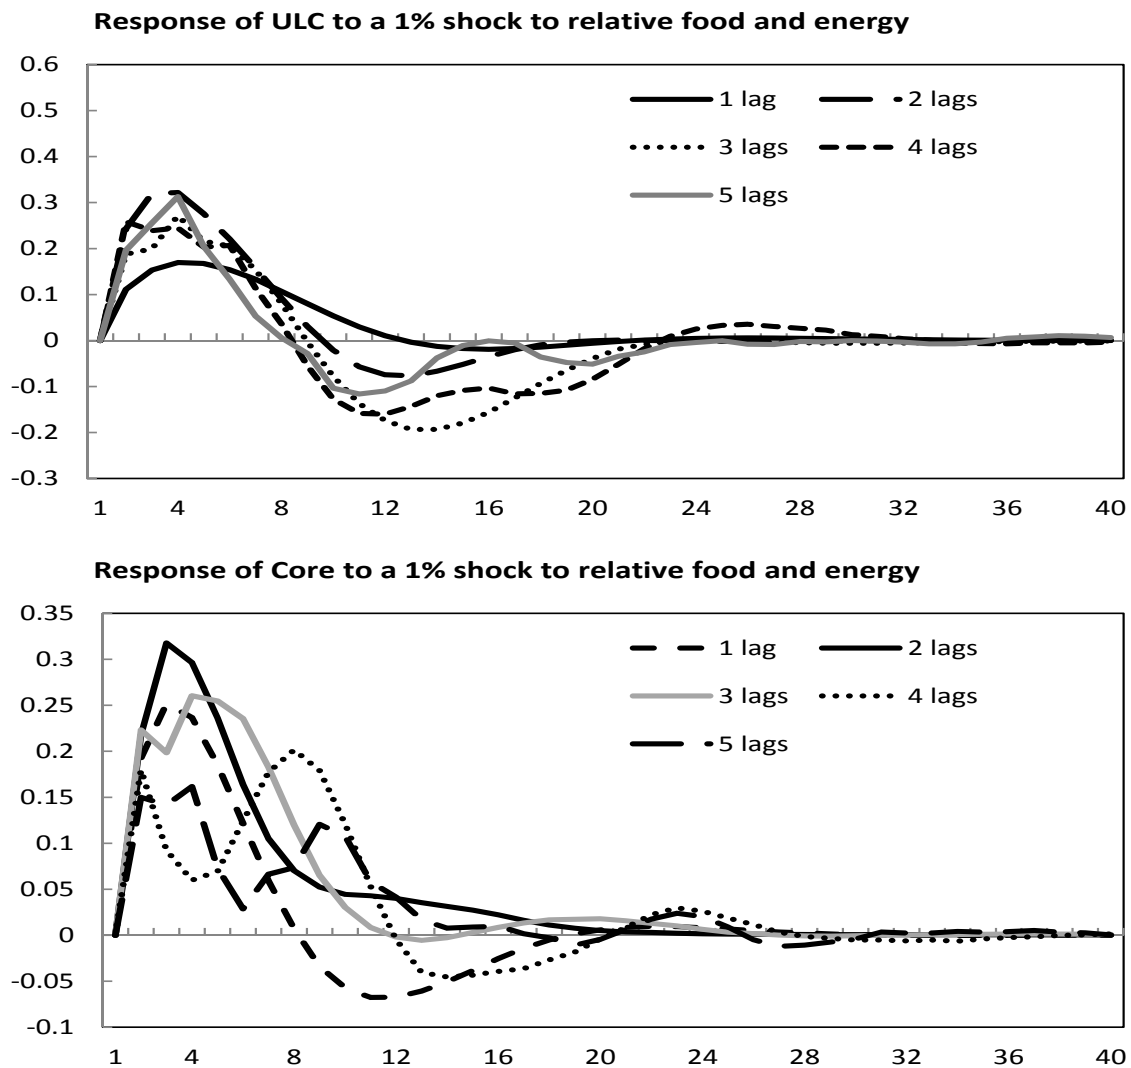 Response of ULC to a 1% shock to relative food and energy
0.6
0.5
0.4
0.3
0.2
0.1
0
-0.1
-0.2
-0.3
1 lag 2 lags
3 lags 4 lags
5 lags
1 4 8 12 16 20 24 28 32 36 40
Response of Core to a 1% shock to relative food and energy
0.35
0.3
0.25
0.2
0.15
0.1
0.05
0
-0.05
-0.1
1 lag 2 lags
3 lags 4 lags
5 lags
1 4 8 12 16 20 24 28 32 36 40